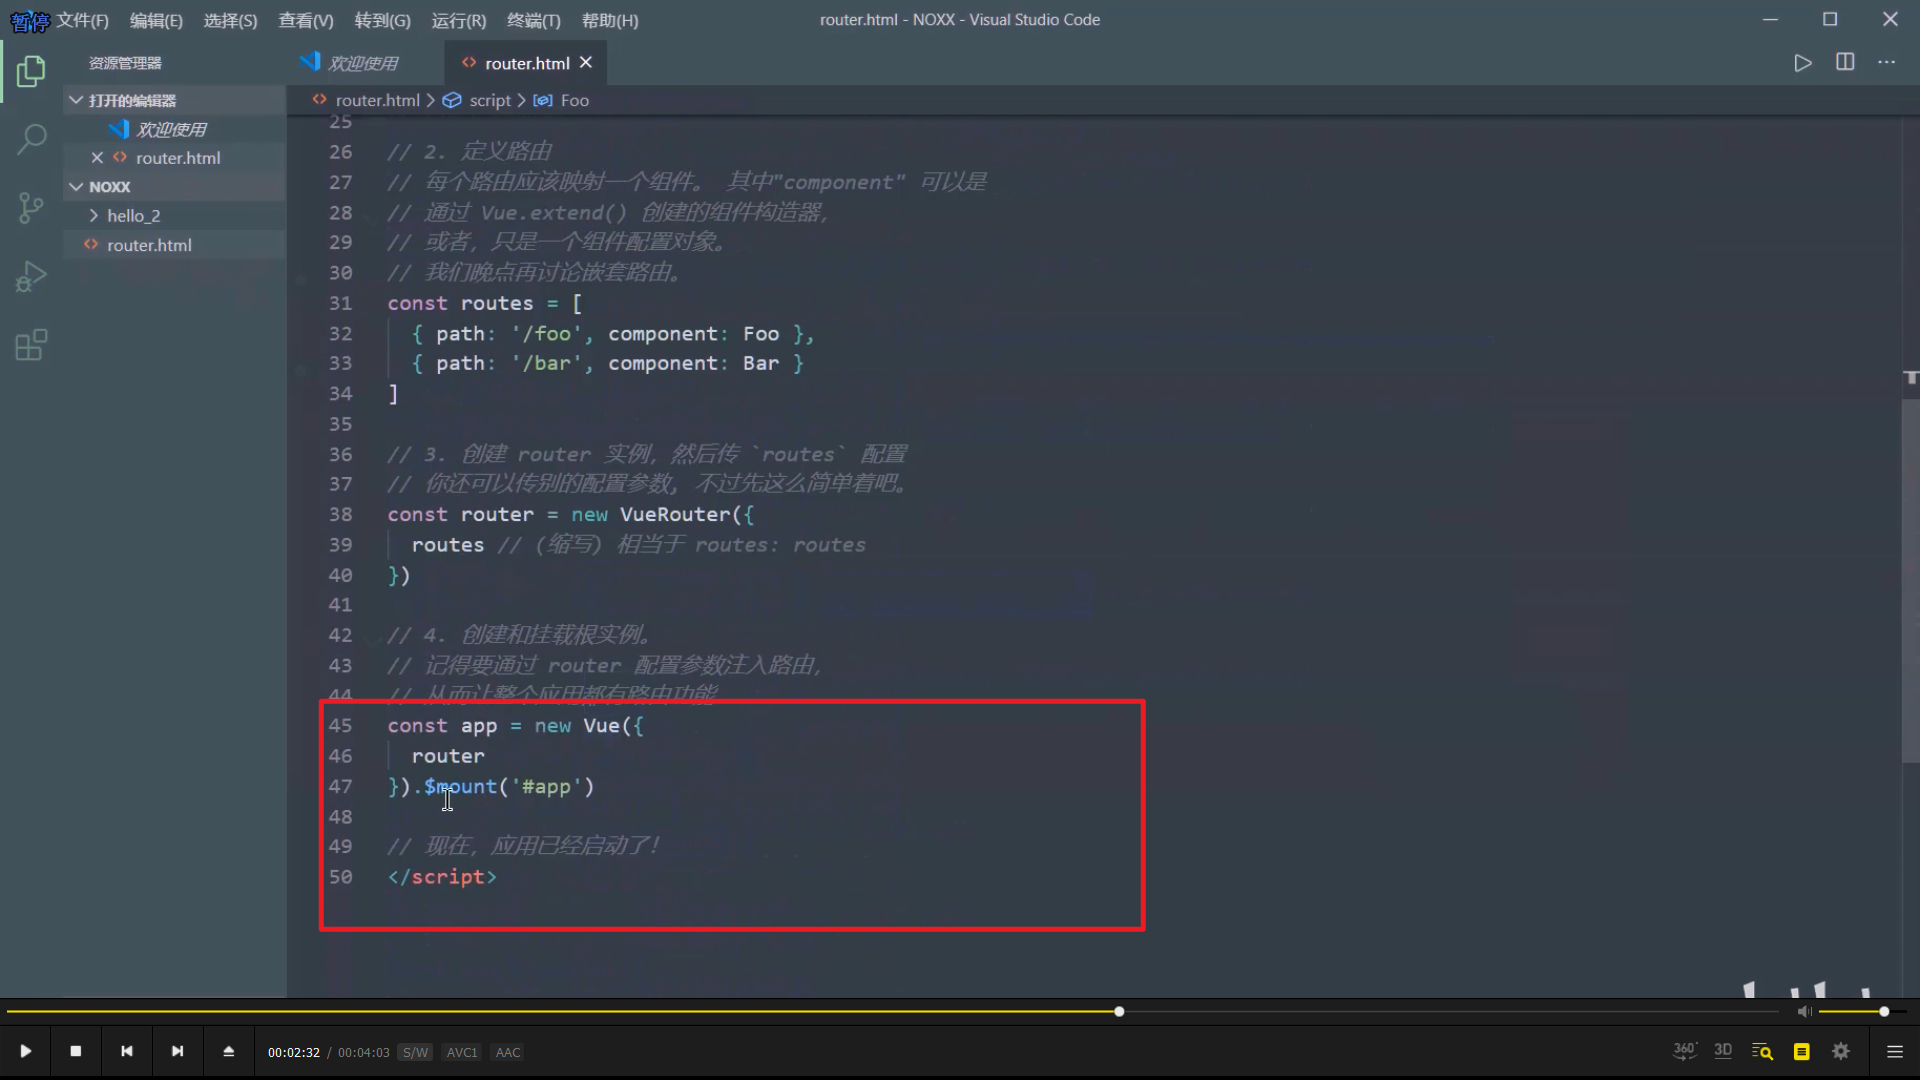 暂停 文件(F) 编辑(E) 选择(S) 查看(V) 转到(G) 运行(R) 终端(T) 帮助(H) router.html - NOXX - Visual Studio Code
资源管理器 欢迎使用 router.html
打开的编辑器 router.html script Foo
欢迎使用
router.html
NOXX
hello_2
router.html
25
26 // 2. 定义路由
27 // 每个路由应该映射一个组件。 其中"component" 可以是
28 // 通过 Vue.extend() 创建的组件构造器,
29 // 或者, 只是一个组件配置对象。
30 // 我们晚点再讨论嵌套路由。
31 const routes = [
32 { path: '/foo', component: Foo },
33 { path: '/bar', component: Bar }
34 ]
35
36 // 3. 创建 router 实例, 然后传 `routes` 配置
37 // 你还可以传别的配置参数, 不过先这么简单着吧。
38 const router = new VueRouter({
39 routes // (缩写) 相当于 routes: routes
40 })
41
42 // 4. 创建和挂载根实例。
43 // 记得要通过 router 配置参数注入路由,
44 // 从而让整个应用都有路由功能
45 const app = new Vue({
46 router
47 }).$mount('#app')
48
49 // 现在, 应用已经启动了!
50 </script>
00:02:32 / 00:04:03 S/W AVC1 AAC 360° 3D